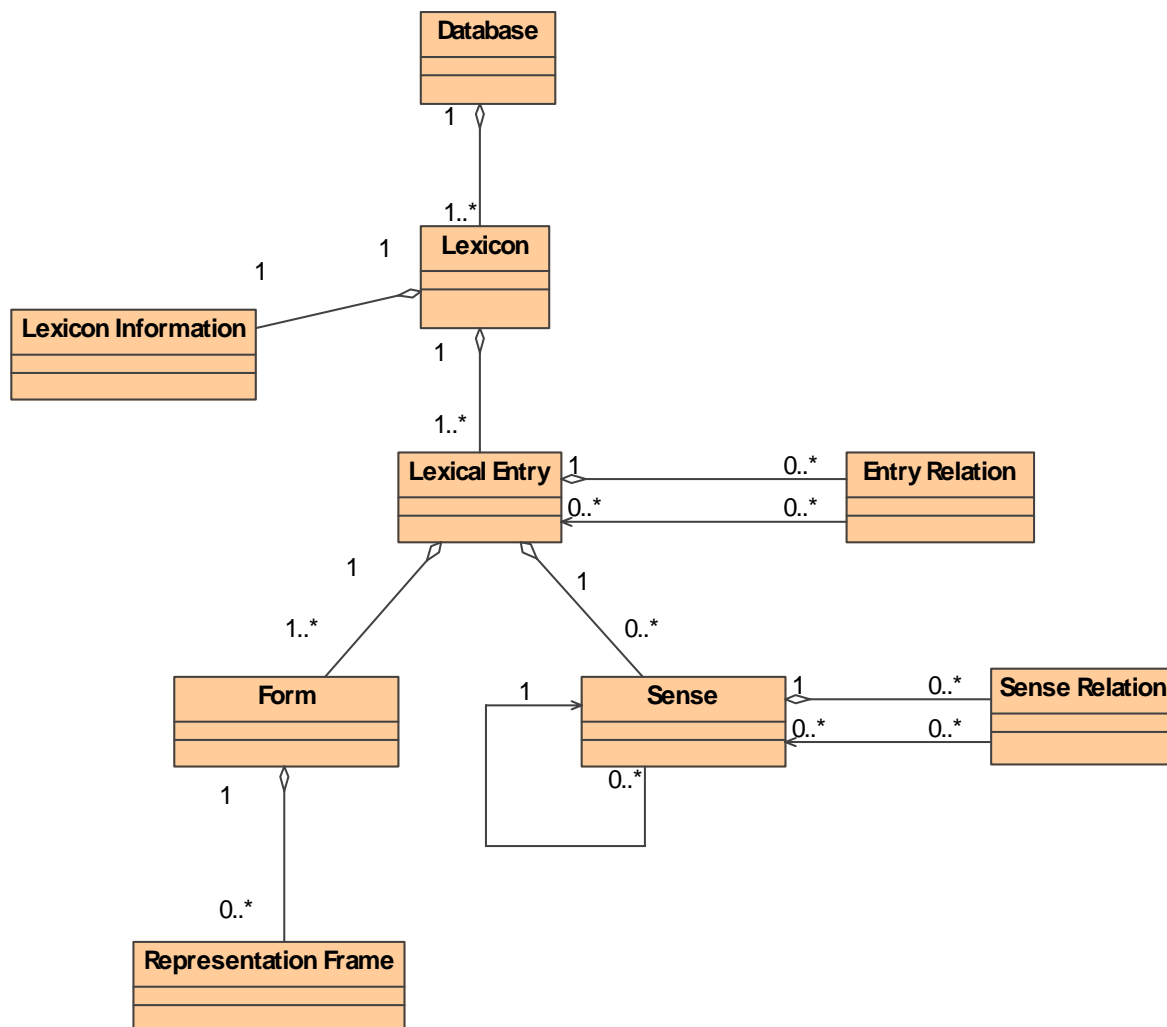 Database
1
1..*
Lexicon
1
1
Lexicon Information
1
1..*
Lexical Entry
1
0..*
Entry Relation
0..*
0..*
1
1
1..*
0..*
Form
1
Sense
1
0..*
Sense Relation
0..*
0..*
1
0..*
0..*
Representation Frame